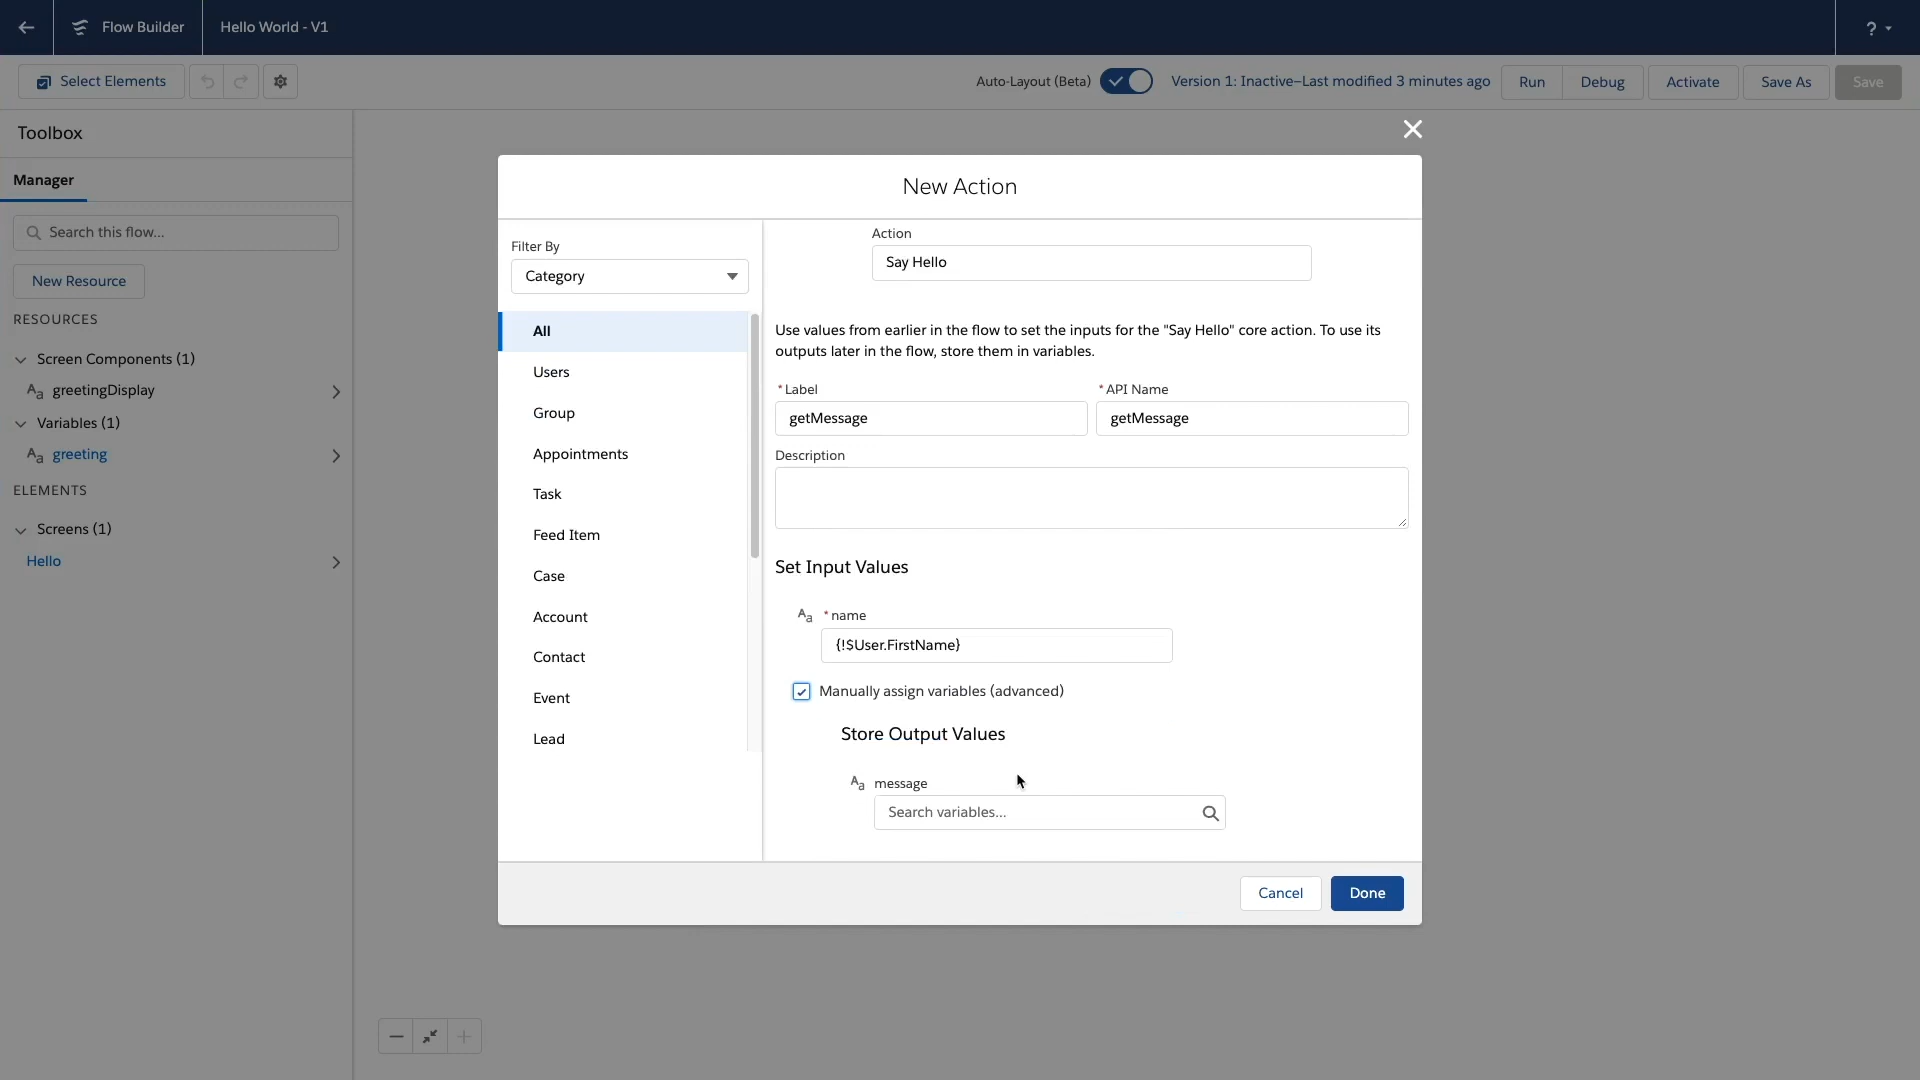 Flow Builder
Hello World - V1
?
Select Elements
Auto-Layout (Beta)
Version 1: Inactive–Last modified 3 minutes ago
Run
Debug
Activate
Save As
Save
Toolbox
Manager
Search this flow...
New Resource
RESOURCES
Screen Components (1)
Aa greetingDisplay
Variables (1)
Aa greeting
ELEMENTS
Screens (1)
Hello
New Action
Filter By
Category
All
Users
Group
Appointments
Task
Feed Item
Case
Account
Contact
Event
Lead
Action
Say Hello
Use values from earlier in the flow to set the inputs for the "Say Hello" core action. To use its
outputs later in the flow, store them in variables.
* Label
getMessage
* API Name
getMessage
Description
Set Input Values
Aa * name
{!$User.FirstName}
Manually assign variables (advanced)
Store Output Values
Aa message
Search variables...
Cancel
Done